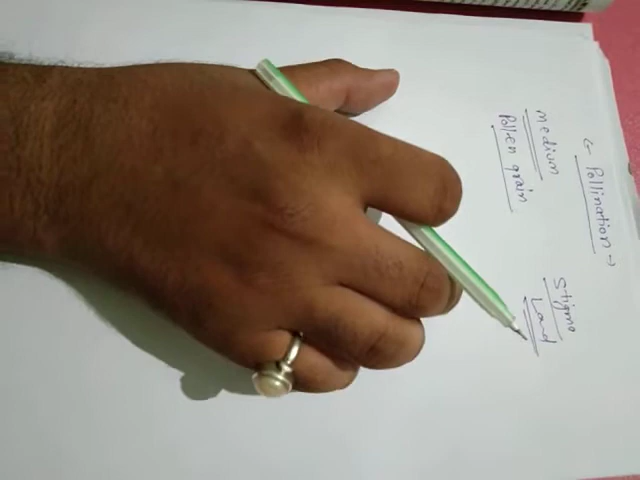 ← Pollination →
medium
Pollen grain
Stigma
Land